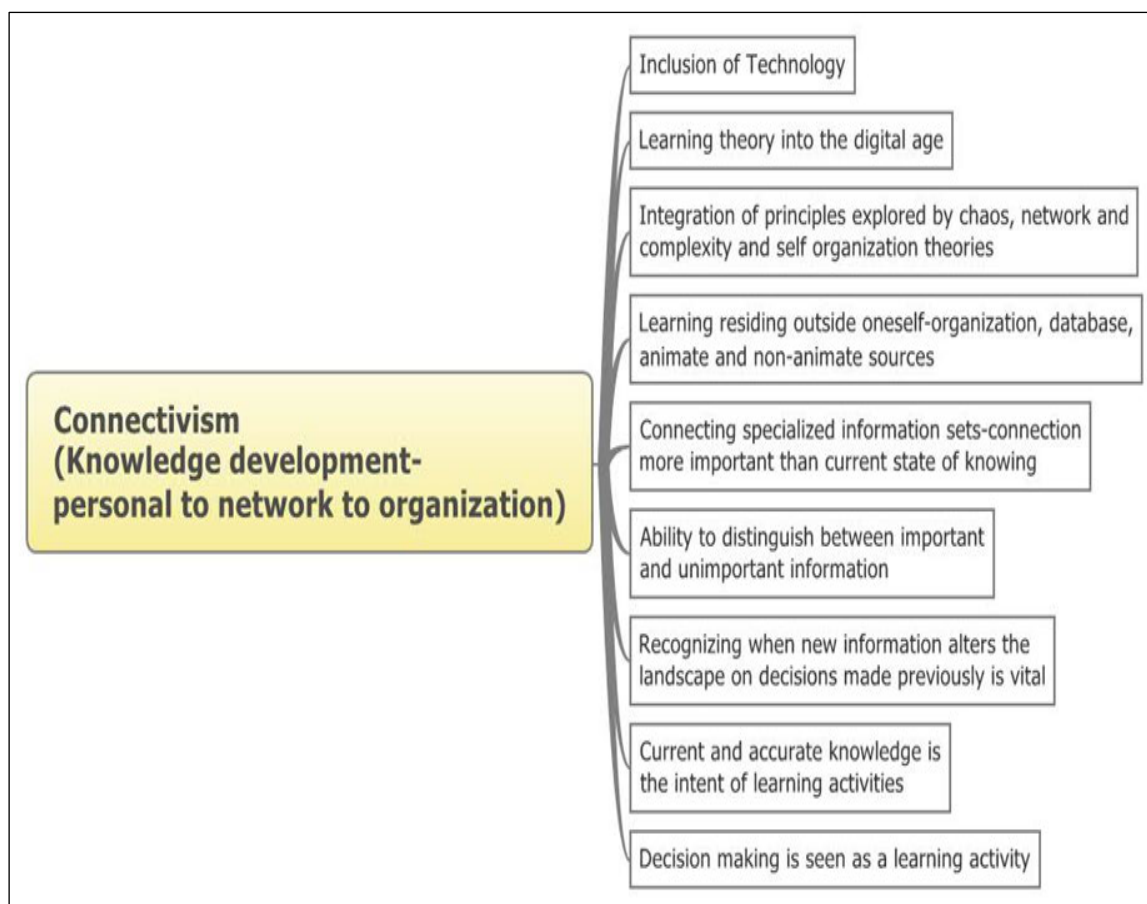 Inclusion of Technology
Learning theory into the digital age
Integration of principles explored by chaos, network and
complexity and self organization theories
Learning residing outside oneself-organization, database,
animate and non-animate sources
Connectivism
(Knowledge development-
personal to network to organization)
Connecting specialized information sets-connection
more important than current state of knowing
Ability to distinguish between important
and unimportant information
Recognizing when new information alters the
landscape on decisions made previously is vital
Current and accurate knowledge is
the intent of learning activities
Decision making is seen as a learning activity